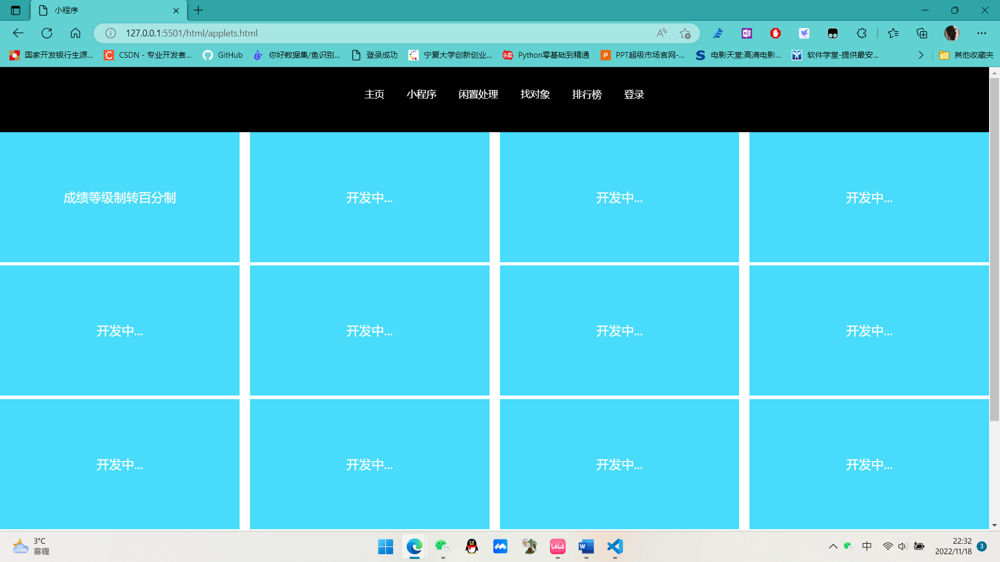 小程序
127.0.0.1:5501/html/applets.html
国家开发银行生源... CSDN - 专业开发者... GitHub 你好数据集/鱼识别... 登录成功 宁夏大学创新创业... Python零基础到精通 PPT超级市场官网-... 电影天堂:高清电影... 软件学堂-提供最安... 其他收藏夹
主页 小程序 闲置处理 找对象 排行榜 登录
成绩等级制转百分制 开发中... 开发中... 开发中...
开发中... 开发中... 开发中... 开发中...
开发中... 开发中... 开发中... 开发中...
3°C
雾霾
中
22:32
2022/11/18
3